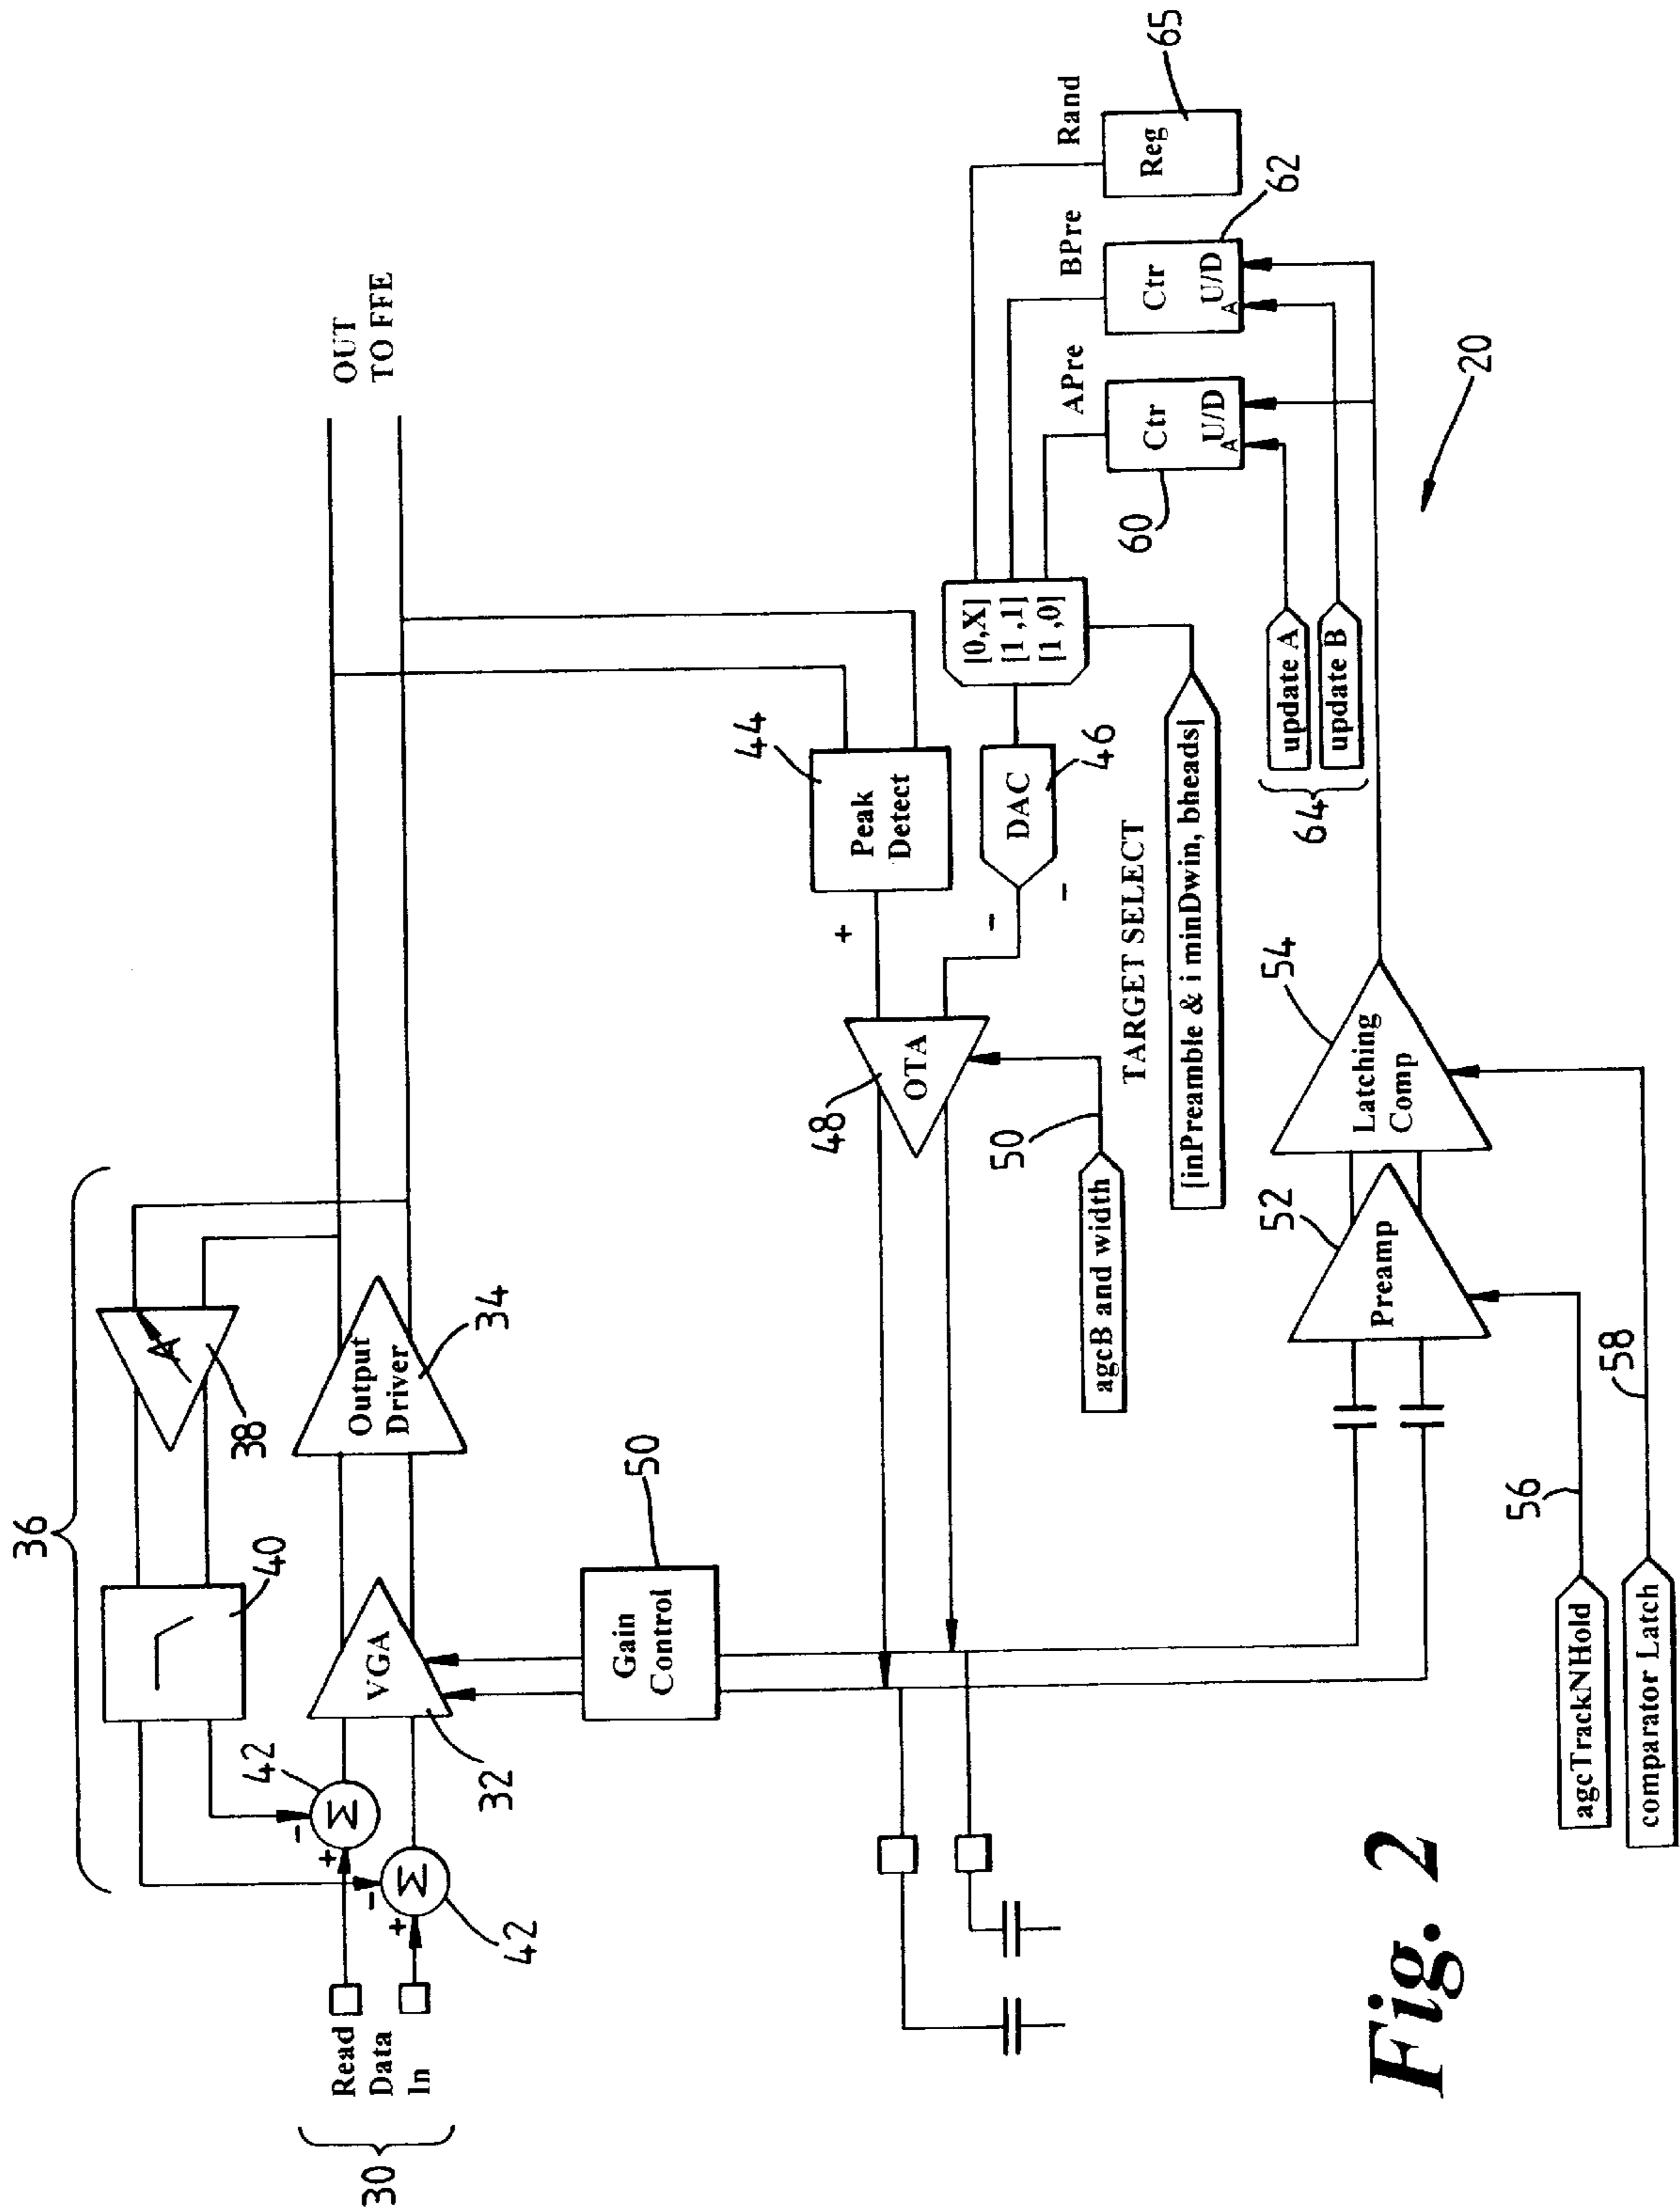 36
38
40
42
42
30
Read
Data
In
VGA
32
Output
Driver
34
OUT
TO FFE
Gain
Control
50
44
Peak
Detect
48
OTA
50
agcB and width
DAC
46
TARGET SELECT
[inPreamble & i minDwin, bheads]
[0,X]
[1,1]
[1,0]
APre
BPre
Rand
Ctr
A U/D
60
Ctr
A U/D
62
Reg
65
update A
update B
64
52
Preamp
54
Latching
Comp
56
agcTrackNHold
58
comparator Latch
20
+
-
+
-
+
-
-
Σ
Σ
A
Fig. 2